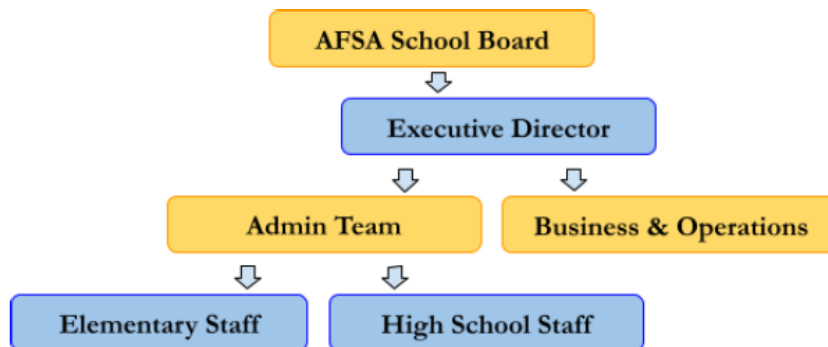 AFSA School Board
Executive Director
Admin Team
Business & Operations
Elementary Staff
High School Staff